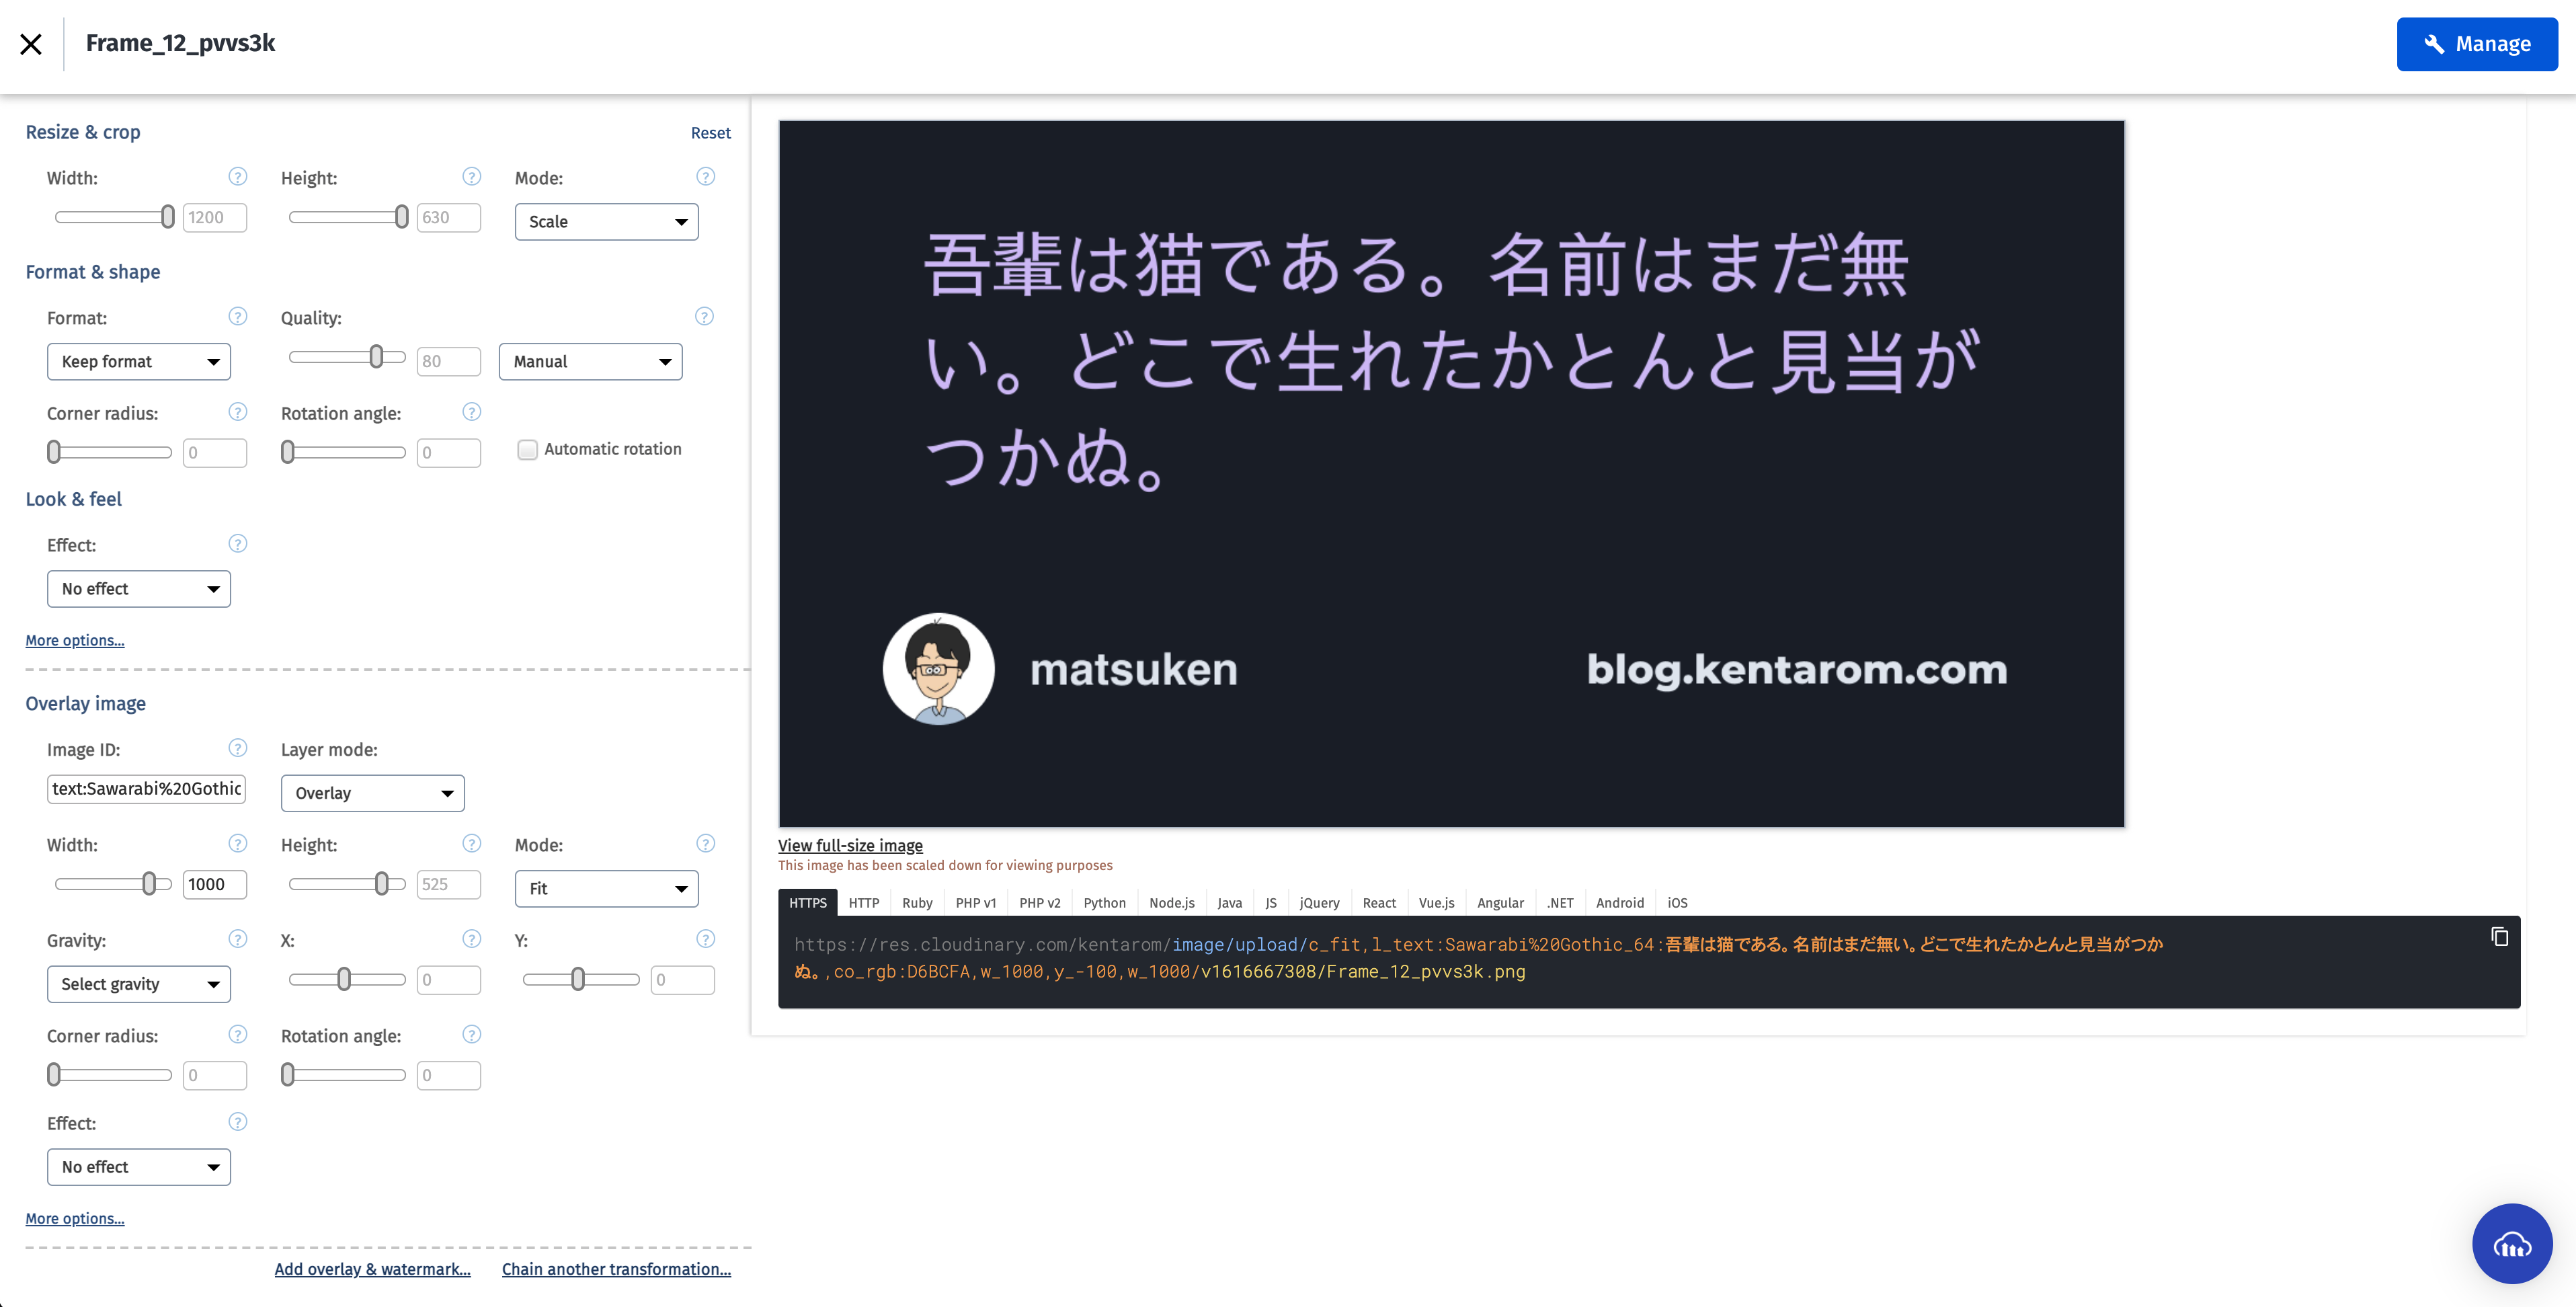 Frame_12_pvvs3k
Manage
Resize & crop
Reset
Width:
Height:
Mode:
1200
630
Scale
Format & shape
Format:
Quality:
Keep format
80
Manual
Corner radius:
Rotation angle:
0
0
Automatic rotation
Look & feel
Effect:
No effect
More options...
Overlay image
Image ID:
Layer mode:
text:Sawarabi%20Gothic
Overlay
Width:
Height:
Mode:
1000
525
Fit
Gravity:
X:
Y:
Select gravity
0
0
Corner radius:
Rotation angle:
0
0
Effect:
No effect
More options...
Add overlay & watermark...
Chain another transformation...
吾輩は猫である。名前はまだ無
い。どこで生れたかとんと見当が
つかぬ。
matsuken
blog.kentarom.com
View full-size image
This image has been scaled down for viewing purposes
HTTPS HTTP Ruby PHP v1 PHP v2 Python Node.js Java JS jQuery React Vue.js Angular .NET Android iOS
https://res.cloudinary.com/kentarom/image/upload/c_fit,l_text:Sawarabi%20Gothic_64:吾輩は猫である。名前はまだ無い。どこで生れたかとんと見当がつか
ぬ。,co_rgb:D6BCFA,w_1000,y_-100,w_1000/v1616667308/Frame_12_pvvs3k.png